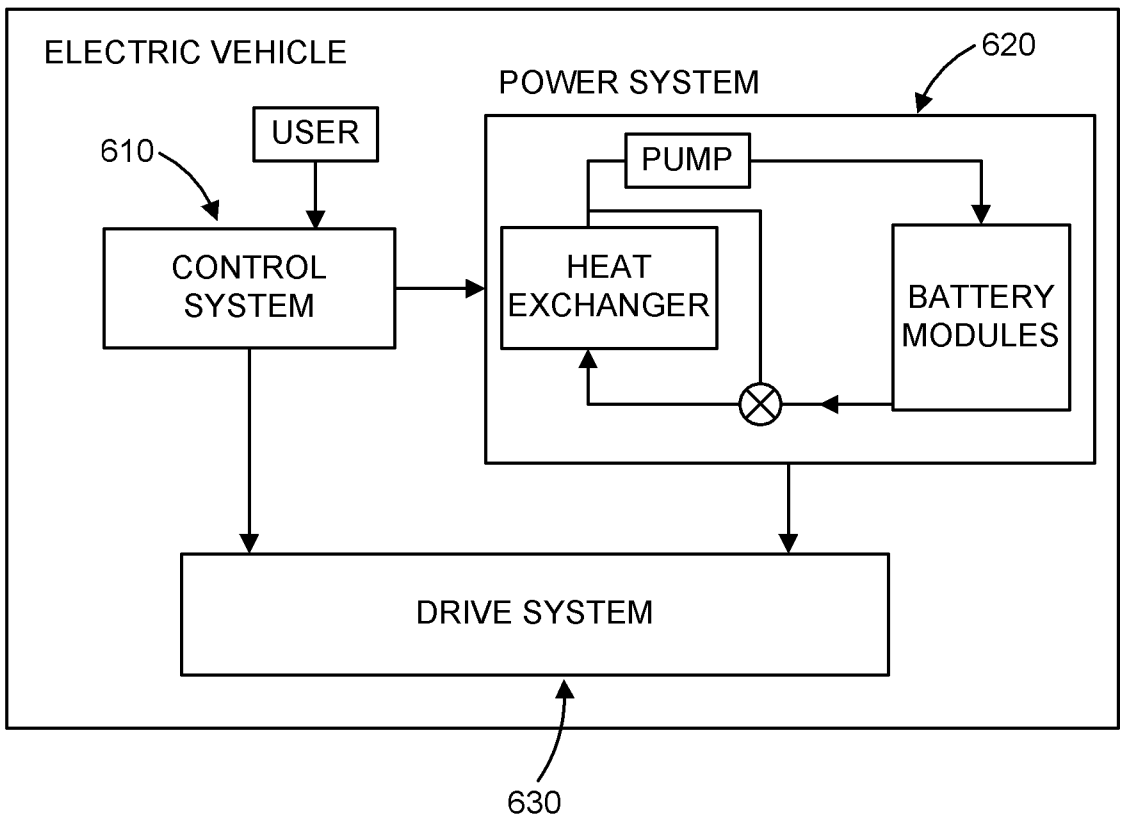 ELECTRIC VEHICLE
620
POWER SYSTEM
USER
610
PUMP
CONTROL
SYSTEM
HEAT
EXCHANGER
BATTERY
MODULES
DRIVE SYSTEM
630